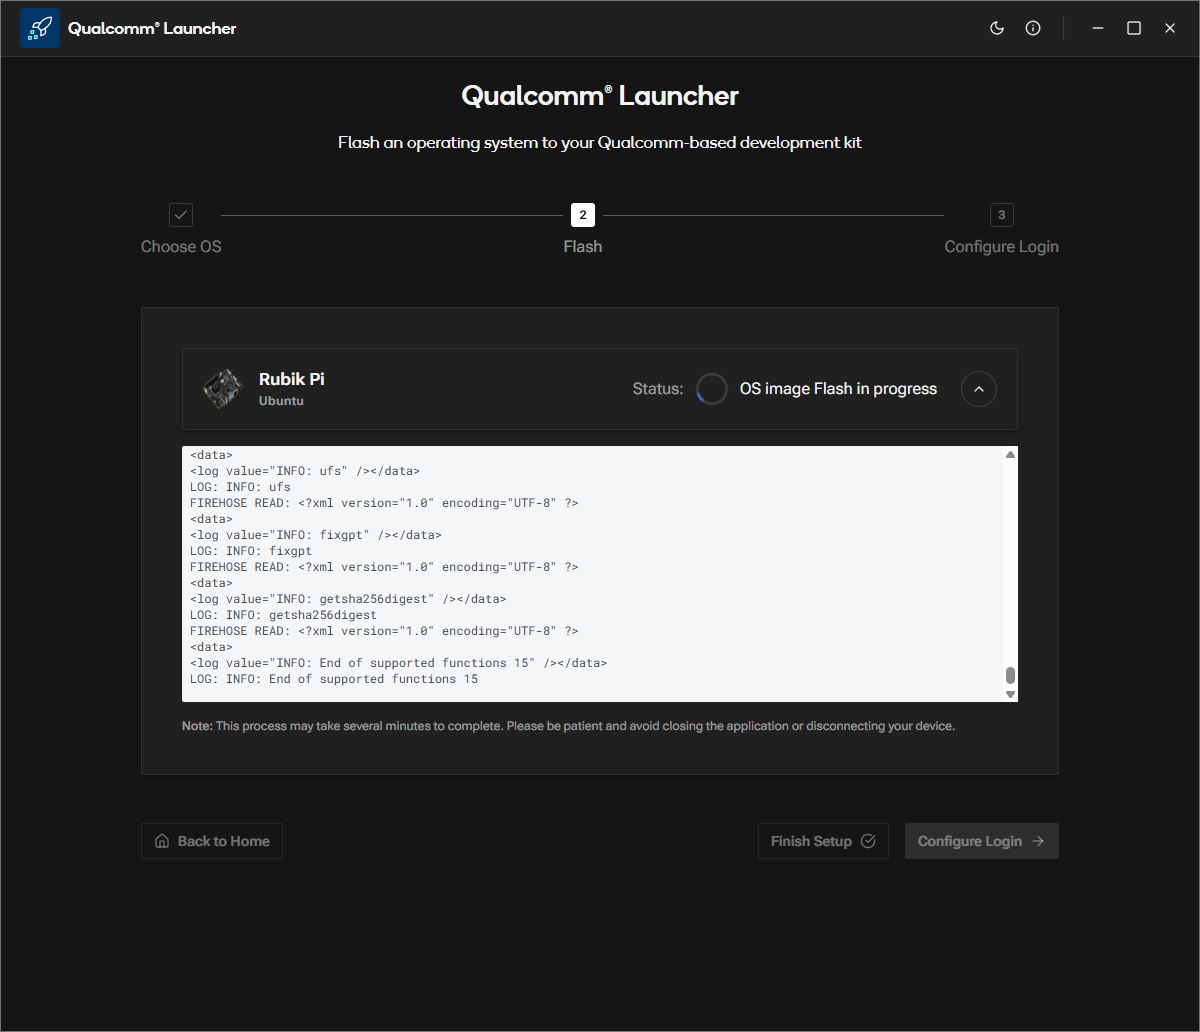 Qualcomm® Launcher
Qualcomm® Launcher
Flash an operating system to your Qualcomm-based development kit
2
3
Choose OS
Flash
Configure Login
Rubik Pi
Ubuntu
Status:
OS image Flash in progress
<data>
<log value="INFO: ufs" /></data>
LOG: INFO: ufs
FIREHOSE READ: <?xml version="1.0" encoding="UTF-8" ?>
<data>
<log value="INFO: fixgpt" /></data>
LOG: INFO: fixgpt
FIREHOSE READ: <?xml version="1.0" encoding="UTF-8" ?>
<data>
<log value="INFO: getsha256digest" /></data>
LOG: INFO: getsha256digest
FIREHOSE READ: <?xml version="1.0" encoding="UTF-8" ?>
<data>
<log value="INFO: End of supported functions 15" /></data>
LOG: INFO: End of supported functions 15
Note: This process may take several minutes to complete. Please be patient and avoid closing the application or disconnecting your device.
Back to Home
Finish Setup
Configure Login